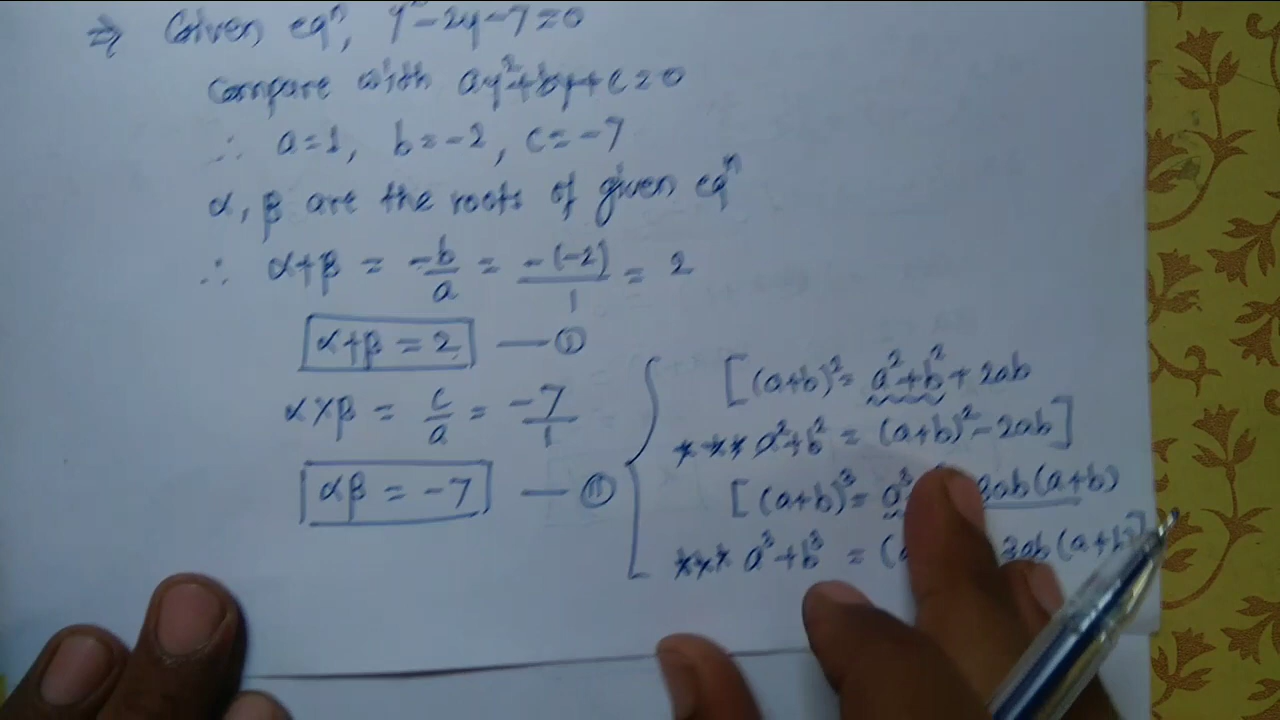 ⇒ Given eqⁿ, y²-2y-7=0
Compare with ay²+by+c=0
∴ a=1, b=-2, c=-7
α, β are the roots of given eqⁿ
∴ α+β = -b/a = -(-2)/1 = 2
α+β = 2 — ①
α×β = c/a = -7/1
αβ = -7 — ⑪
[(a+b)² = a²+b²+2ab
*** a²+b² = (a+b)²-2ab]
[(a+b)³ = a³ 3ab(a+b)
*** a³+b³ = (a 3ab(a+b)]